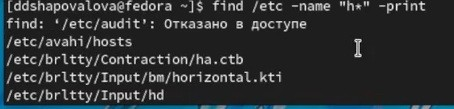 [ddshapovalova@fedora ~]$ find /etc -name "h*" -print
find: ‘/etc/audit’: Отказано в доступе
/etc/avahi/hosts
/etc/brltty/Contraction/ha.ctb
/etc/brltty/Input/bm/horizontal.kti
/etc/brltty/Input/hd